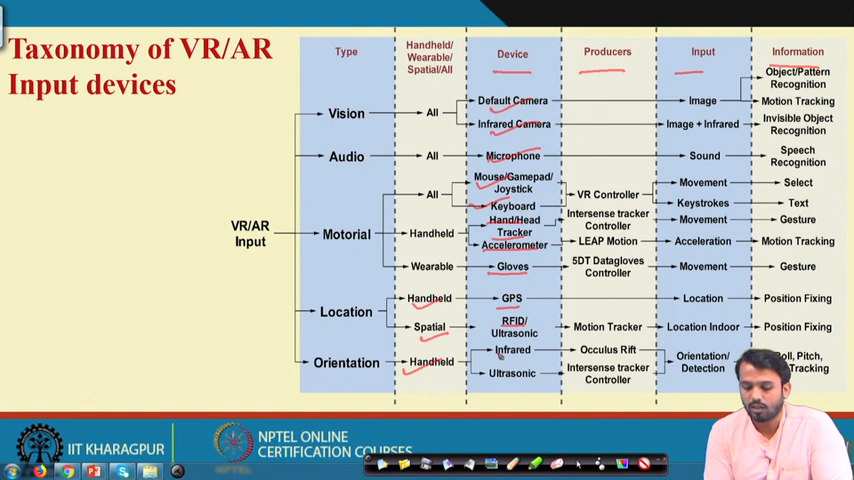 Taxonomy of VR/AR
Input devices
Type
Handheld/
Wearable/
Spatial/All
Device
Producers
Input
Information
VR/AR
Input
Vision
All
Default Camera
Image
Object/Pattern
Recognition
Motion Tracking
Infrared Camera
Image + Infrared
Invisible Object
Recognition
Audio
All
Microphone
Sound
Speech
Recognition
Motorial
All
Mouse/Gamepad/
Joystick
Keyboard
VR Controller
Movement
Select
Keystrokes
Text
Handheld
Hand/Head
Tracker
Intersense tracker
Controller
Movement
Gesture
Accelerometer
LEAP Motion
Acceleration
Motion Tracking
Wearable
Gloves
5DT Datagloves
Controller
Movement
Gesture
Location
Handheld
GPS
Location
Position Fixing
Spatial
RFID/
Ultrasonic
Motion Tracker
Location Indoor
Position Fixing
Orientation
Handheld
Infrared
Occulus Rift
Ultrasonic
Intersense tracker
Controller
Orientation/
Detection
Pitch,
Tracking
IIT KHARAGPUR
NPTEL ONLINE
CERTIFICATION COURSES
NPTEL